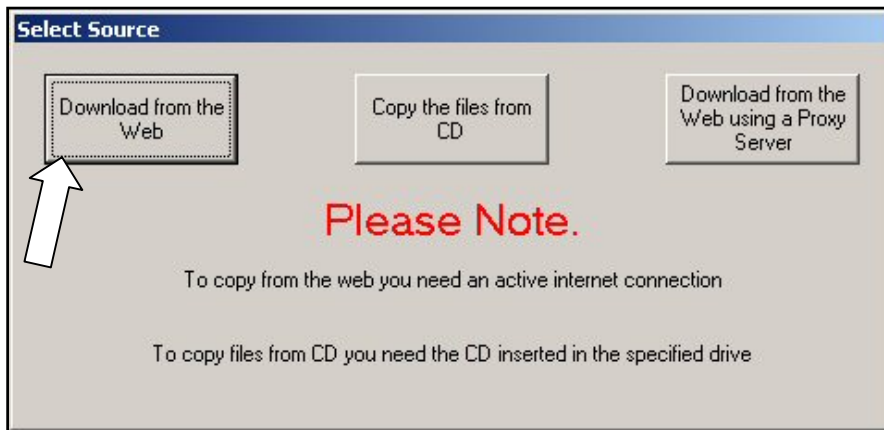 Select Source
Download from the
Web
Copy the files from
CD
Download from the
Web using a Proxy
Server
Please Note.
To copy from the web you need an active internet connection
To copy files from CD you need the CD inserted in the specified drive